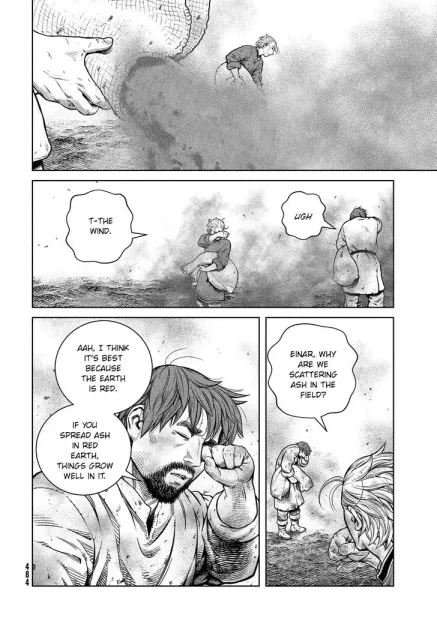 UGH
T-THE
WIND.
EINAR, WHY
ARE WE
SCATTERING
ASH IN THE
FIELD?
AAH, I THINK
IT'S BEST
BECAUSE
THE EARTH
IS RED.
IF YOU
SPREAD ASH
IN RED
EARTH,
THINGS GROW
WELL IN IT.
484